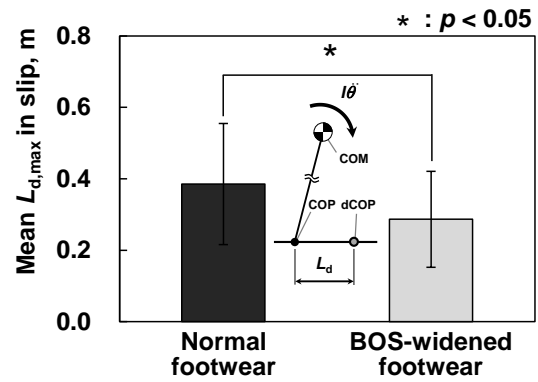 * : p < 0.05
Mean Ld,max in slip, m
0.8
0.6
0.4
0.2
0.0
*
Iθ̈
COM
COP dCOP
Ld
Normal
footwear
BOS-widened
footwear